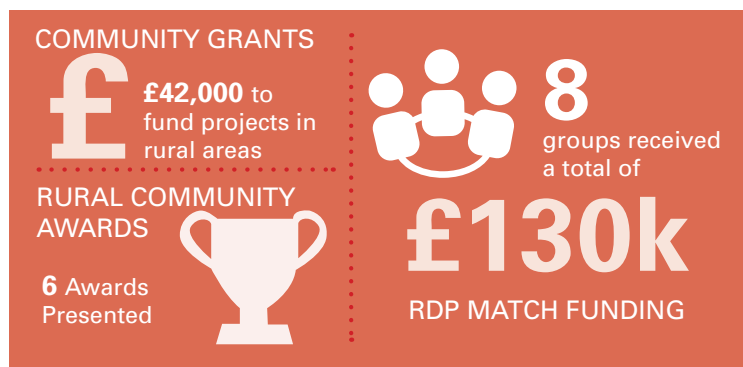 COMMUNITY GRANTS
£
£42,000 to
fund projects in
rural areas
RURAL COMMUNITY
AWARDS
6 Awards
Presented
8
groups received
a total of
£130k
RDP MATCH FUNDING